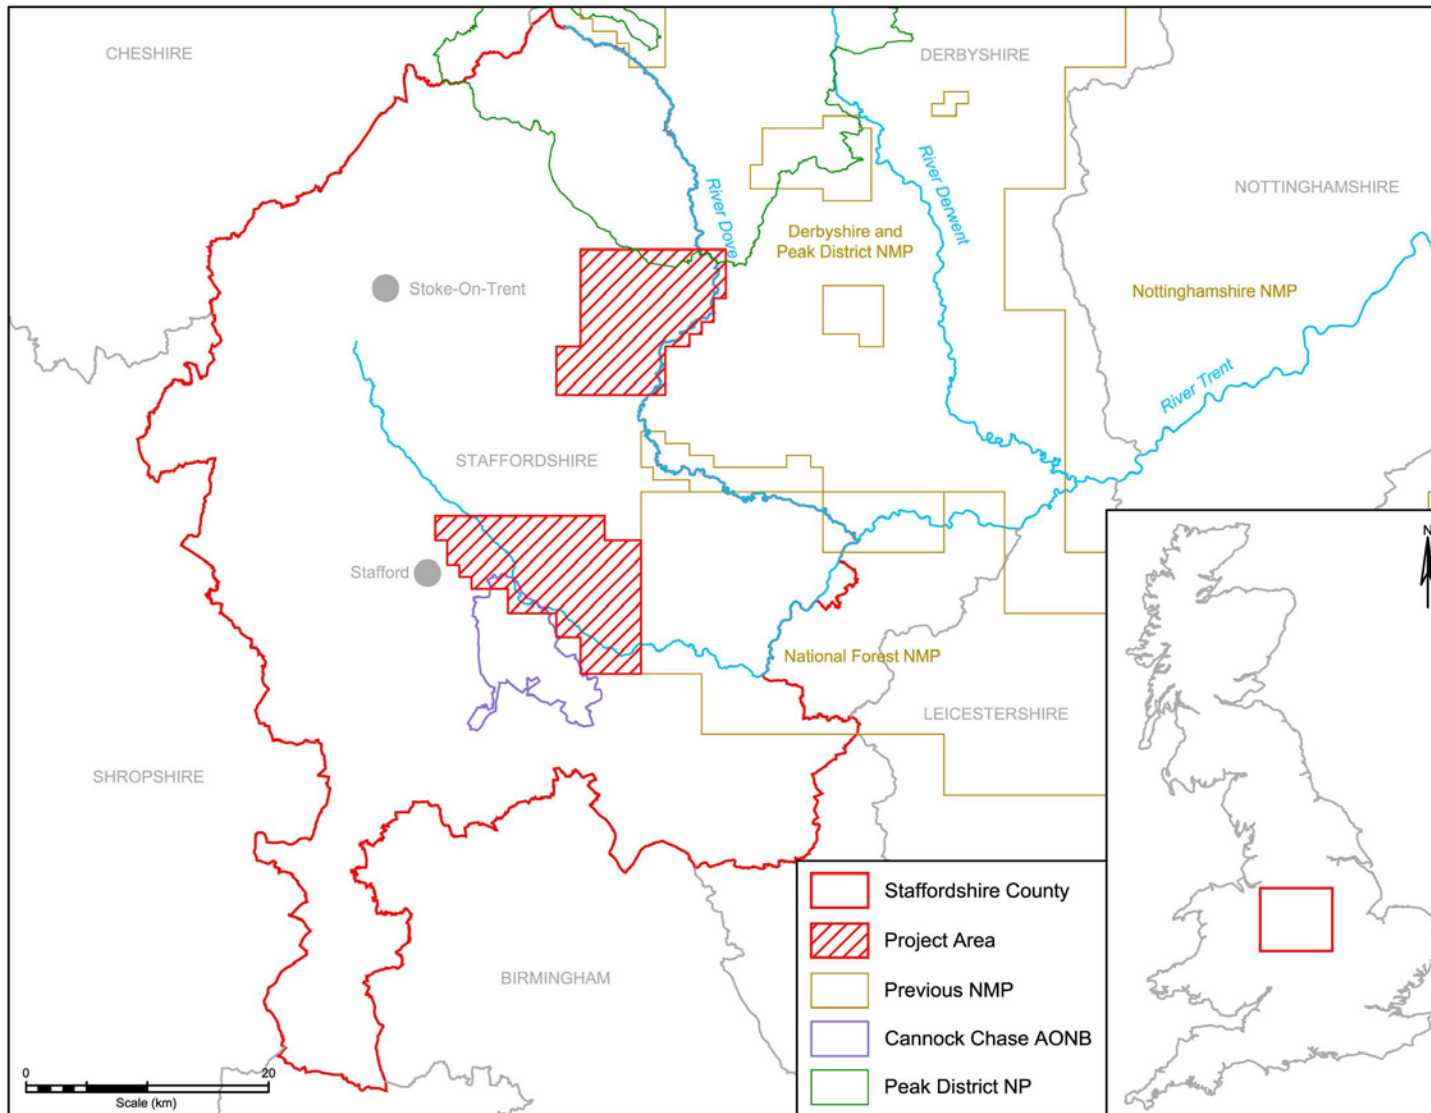 CHESHIRE
DERBYSHIRE
River Derwent
NOTTINGHAMSHIRE
River Dove
Derbyshire and
Peak District NMP
Stoke-On-Trent
Nottinghamshire NMP
River Trent
STAFFORDSHIRE
N
Stafford
National Forest NMP
LEICESTERSHIRE
SHROPSHIRE
BIRMINGHAM
Staffordshire County
Project Area
Previous NMP
Cannock Chase AONB
Peak District NP
0 20
Scale (km)